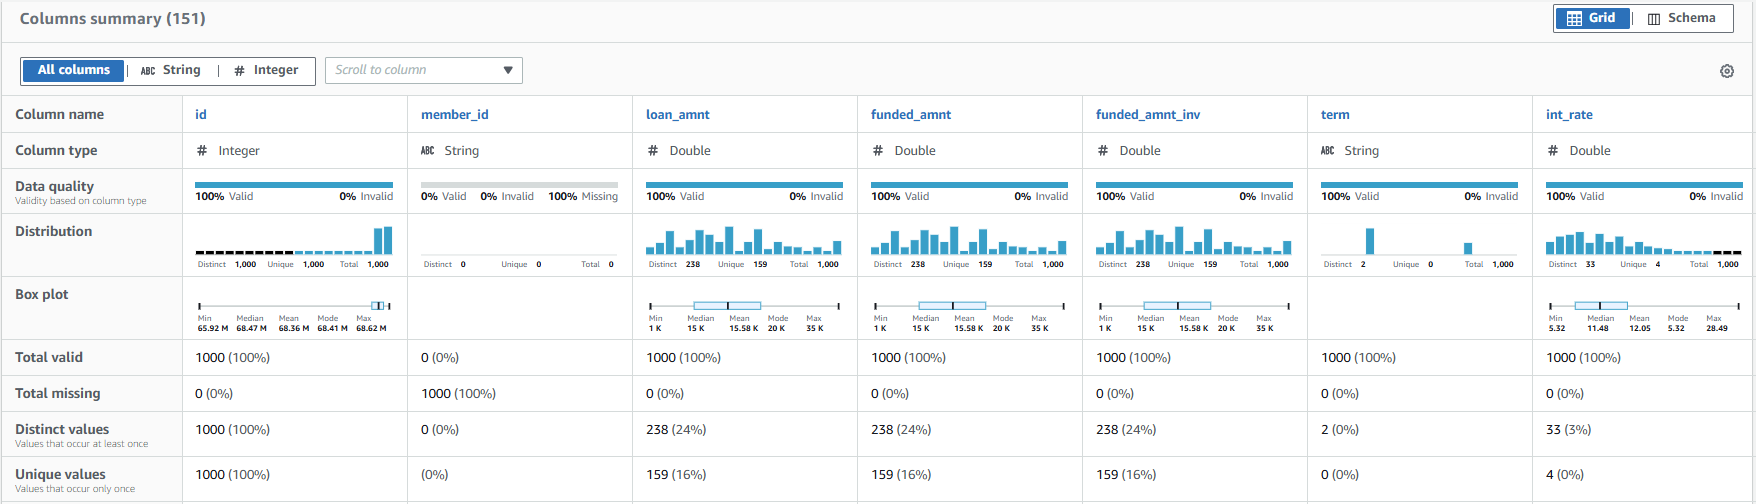 Columns summary (151)
Grid | Schema
All columns | ABC String | # Integer Scroll to column
Column name id member_id loan_amnt funded_amnt funded_amnt_inv term int_rate
Column type # Integer ABC String # Double # Double # Double ABC String # Double
Data quality
Validity based on column type
100% Valid 0% Invalid 0% Valid 0% Invalid 100% Missing 100% Valid 0% Invalid 100% Valid 0% Invalid 100% Valid 0% Invalid 100% Valid 0% Invalid 100% Valid 0% Invalid
Distribution
Distinct 1,000 Unique 1,000 Total 1,000 Distinct 0 Unique 0 Total 0 Distinct 238 Unique 159 Total 1,000 Distinct 238 Unique 159 Total 1,000 Distinct 238 Unique 159 Total 1,000 Distinct 2 Unique 0 Total 1,000 Distinct 33 Unique 4 Total 1,000
Box plot
Min Median Mean Mode Max Min Median Mean Mode Max Min Median Mean Mode Max Min Median Mean Mode Max Min Median Mean Mode Max
65.92 M 68.47 M 68.36 M 68.41 M 68.62 M 1 K 15 K 15.58 K 20 K 35 K 1 K 15 K 15.58 K 20 K 35 K 1 K 15 K 15.58 K 20 K 35 K 5.32 11.48 12.05 5.32 28.49
Total valid 1000 (100%) 0 (0%) 1000 (100%) 1000 (100%) 1000 (100%) 1000 (100%) 1000 (100%)
Total missing 0 (0%) 1000 (100%) 0 (0%) 0 (0%) 0 (0%) 0 (0%) 0 (0%)
Distinct values 1000 (100%) 0 (0%) 238 (24%) 238 (24%) 238 (24%) 2 (0%) 33 (3%)
Values that occur at least once
Unique values 1000 (100%) (0%) 159 (16%) 159 (16%) 159 (16%) 0 (0%) 4 (0%)
Values that occur only once